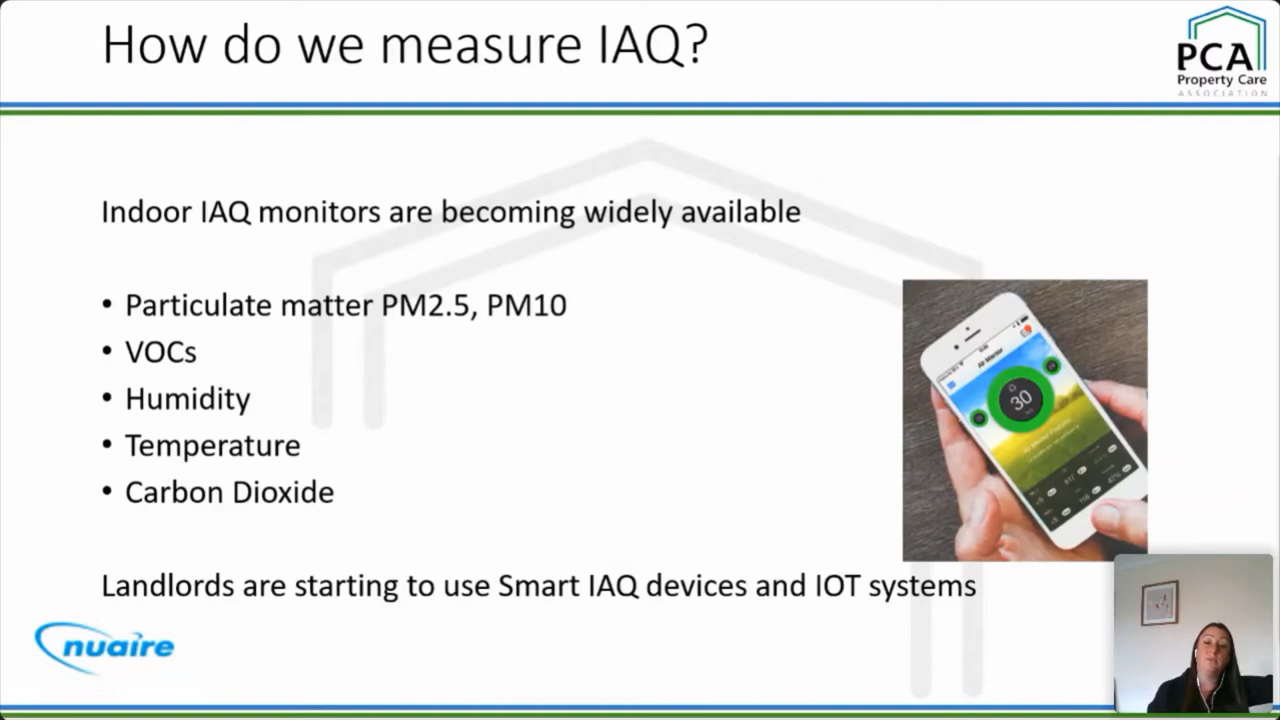 How do we measure IAQ?
PCA
Property Care
ASSOCIATION
Indoor IAQ monitors are becoming widely available
• Particulate matter PM2.5, PM10
• VOCs
• Humidity
• Temperature
• Carbon Dioxide
30
Landlords are starting to use Smart IAQ devices and IOT systems
nuaire